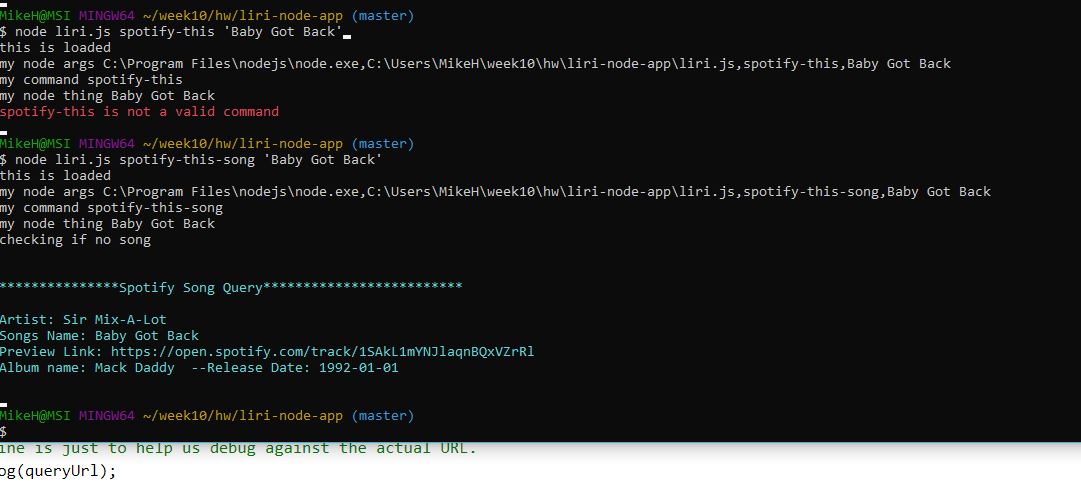 MikeH@MSI MINGW64 ~/week10/hw/liri-node-app (master)
$ node liri.js spotify-this 'Baby Got Back'
this is loaded
my node args C:\Program Files\nodejs\node.exe,C:\Users\MikeH\week10\hw\liri-node-app\liri.js,spotify-this,Baby Got Back
my command spotify-this
my node thing Baby Got Back
spotify-this is not a valid command
MikeH@MSI MINGW64 ~/week10/hw/liri-node-app (master)
$ node liri.js spotify-this-song 'Baby Got Back'
this is loaded
my node args C:\Program Files\nodejs\node.exe,C:\Users\MikeH\week10\hw\liri-node-app\liri.js,spotify-this-song,Baby Got Back
my command spotify-this-song
my node thing Baby Got Back
checking if no song
***************Spotify Song Query*************************
Artist: Sir Mix-A-Lot
Songs Name: Baby Got Back
Preview Link: https://open.spotify.com/track/1SAkL1mYNJlaqnBQxVZrRl
Album name: Mack Daddy  --Release Date: 1992-01-01
MikeH@MSI MINGW64 ~/week10/hw/liri-node-app (master)
$
ine is just to help us debug against the actual URL.
og(queryUrl);